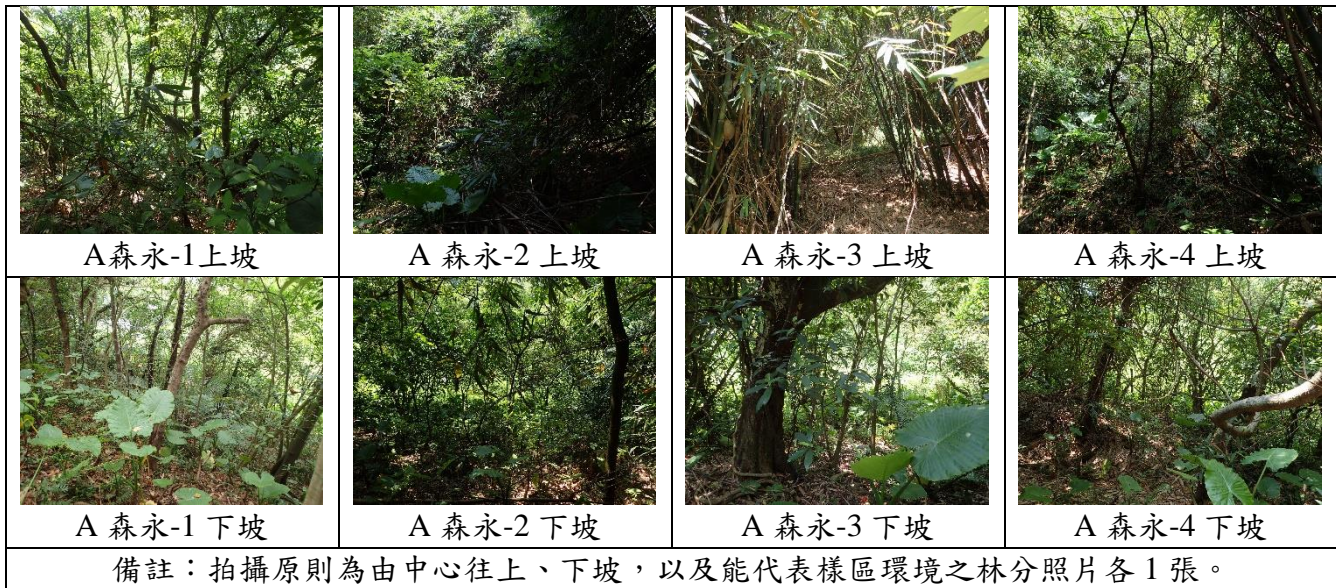 A森永-1上坡
A 森永-2 上坡
A 森永-3 上坡
A 森永-4 上坡
A 森永-1 下坡
A 森永-2 下坡
A 森永-3 下坡
A 森永-4 下坡
備註：拍攝原則為由中心往上、下坡，以及能代表樣區環境之林分照片各 1 張。